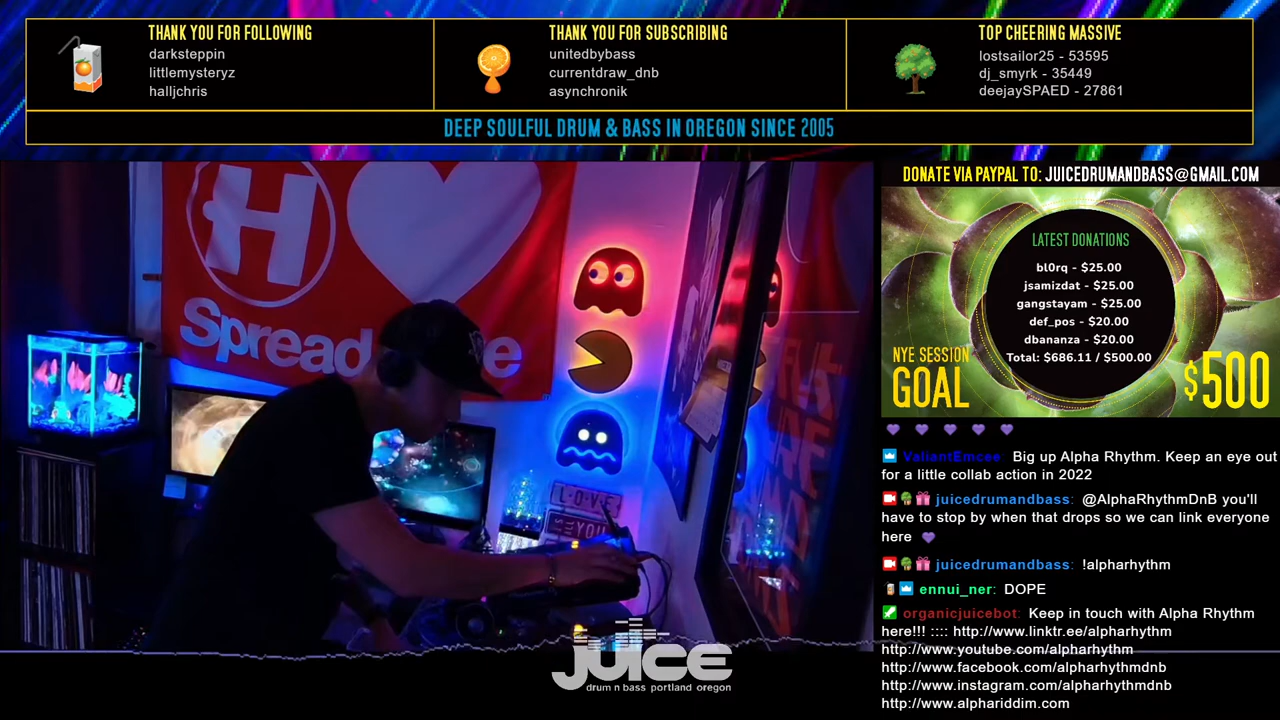 THANK YOU FOR FOLLOWING
darksteppin
littlemysteryz
halljchris
THANK YOU FOR SUBSCRIBING
unitedbybass
currentdraw_dnb
asynchronik
TOP CHEERING MASSIVE
lostsailor25 - 53595
dj_smyrk - 35449
deejaySPAED - 27861
DEEP SOULFUL DRUM & BASS IN OREGON SINCE 2005
H
Spread
LOVE
YOU
JUICE
drum n bass portland oregon
DONATE VIA PAYPAL TO: JUICEDRUMANDBASS@GMAIL.COM
LATEST DONATIONS
bl0rq - $25.00
jsamizdat - $25.00
gangstayam - $25.00
def_pos - $20.00
dbananza - $20.00
Total: $686.11 / $500.00
NYE SESSION
GOAL
$500
ValiantEmcee: Big up Alpha Rhythm. Keep an eye out
for a little collab action in 2022
juicedrumandbass: @AlphaRhythmDnB you'll
have to stop by when that drops so we can link everyone
here
juicedrumandbass: !alpharhythm
ennui_ner: DOPE
organicjuicebot: Keep in touch with Alpha Rhythm
here!!! :::: http://www.linktr.ee/alpharhythm
http://www.youtube.com/alpharhythm
http://www.facebook.com/alpharhythmdnb
http://www.instagram.com/alpharhythmdnb
http://www.alphariddim.com